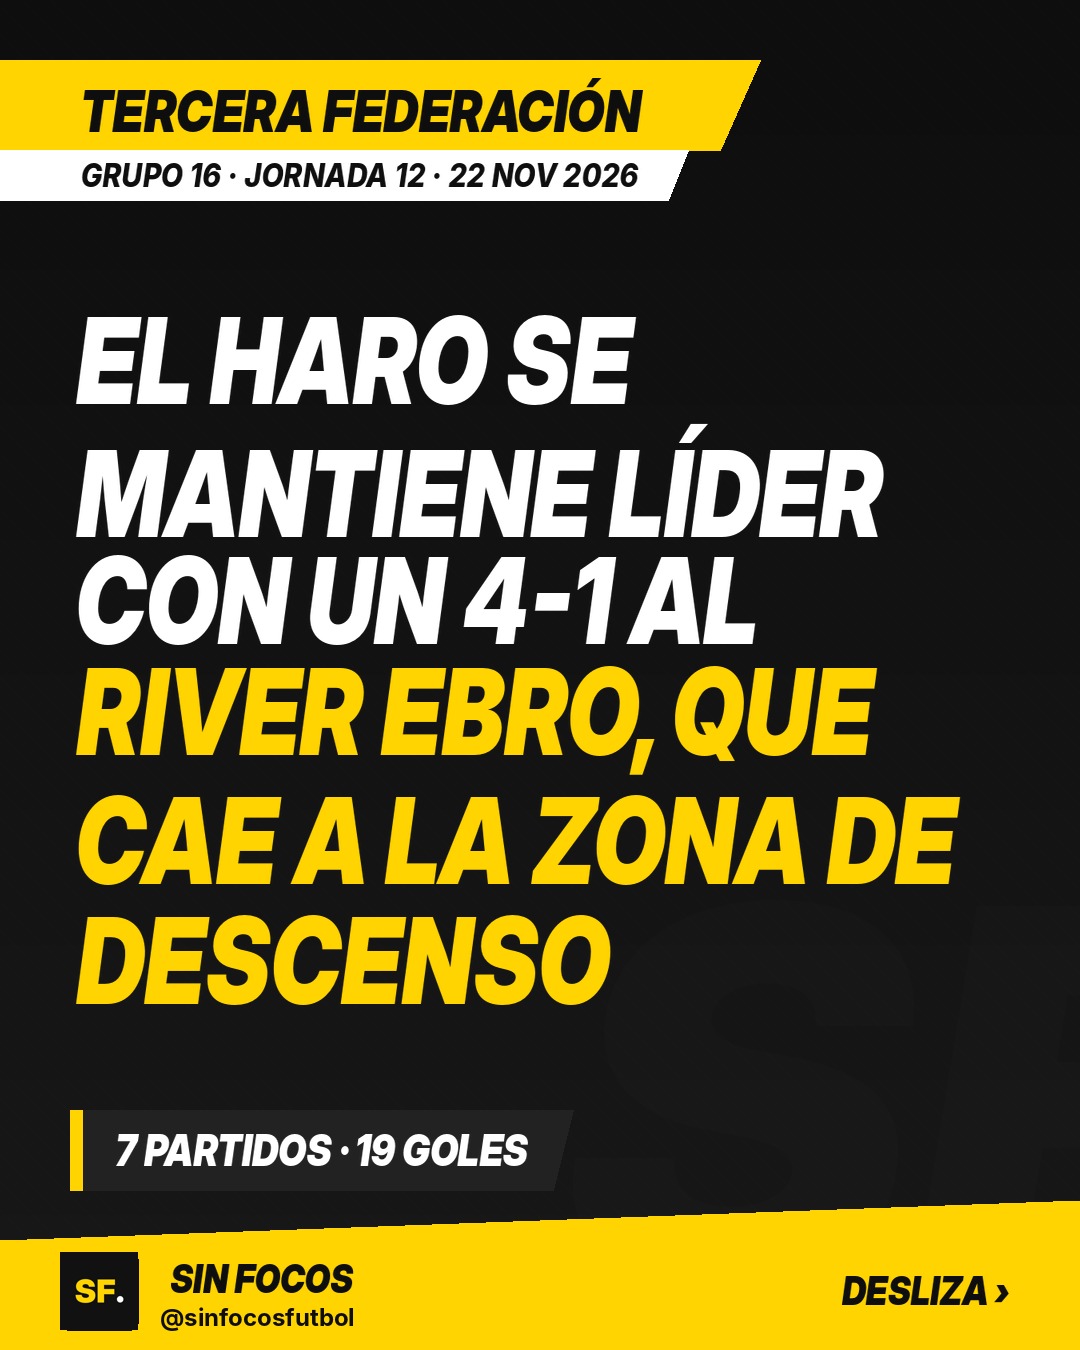 TERCERA FEDERACIÓN
GRUPO 16 · JORNADA 12 · 22 NOV 2026
EL HARO SE
MANTIENE LÍDER
CON UN 4-1 AL
RIVER EBRO, QUE
CAE A LA ZONA DE
DESCENSO
7 PARTIDOS · 19 GOLES
SF.
SIN FOCOS
@sinfocosfutbol
DESLIZA ›